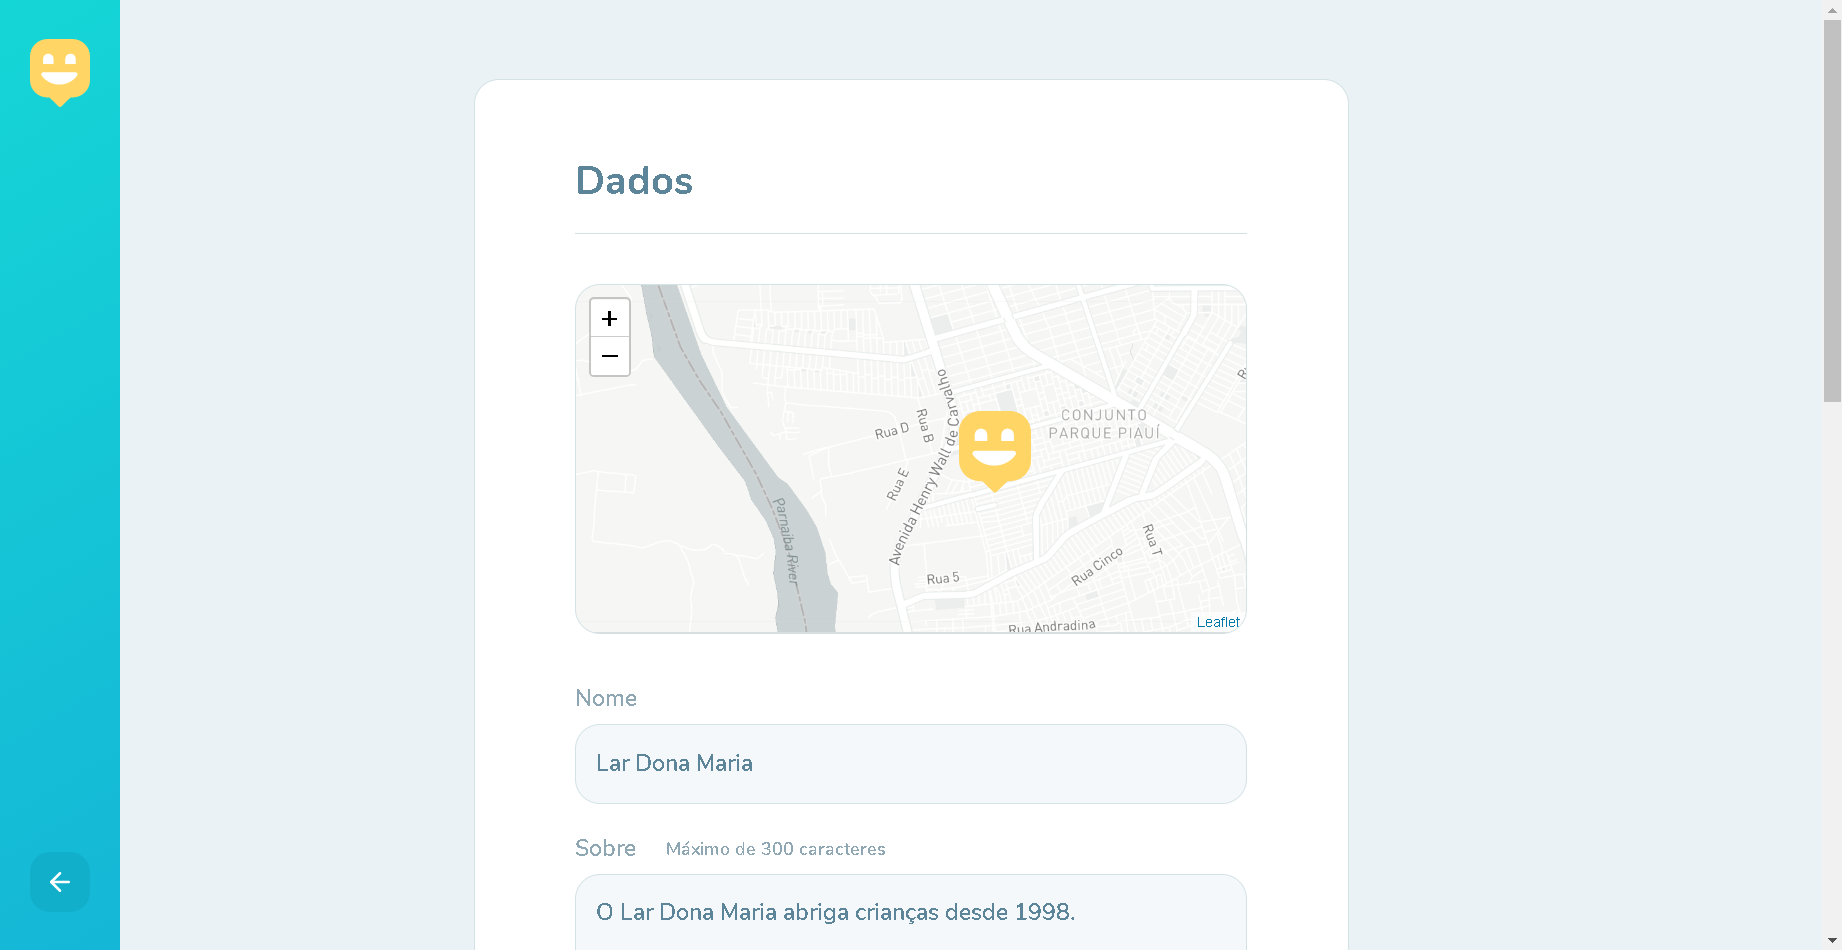 Dados
+
−
Avenida Henry Wall de Carvalho
Rua B
Rua D
Rua E
CONJUNTO
PARQUE PIAUÍ
Parnaiba River
Rua 5
Rua Cinco
Rua T
Rua Andradina
Leaflet
Nome
Lar Dona Maria
Sobre Máximo de 300 caracteres
O Lar Dona Maria abriga crianças desde 1998.